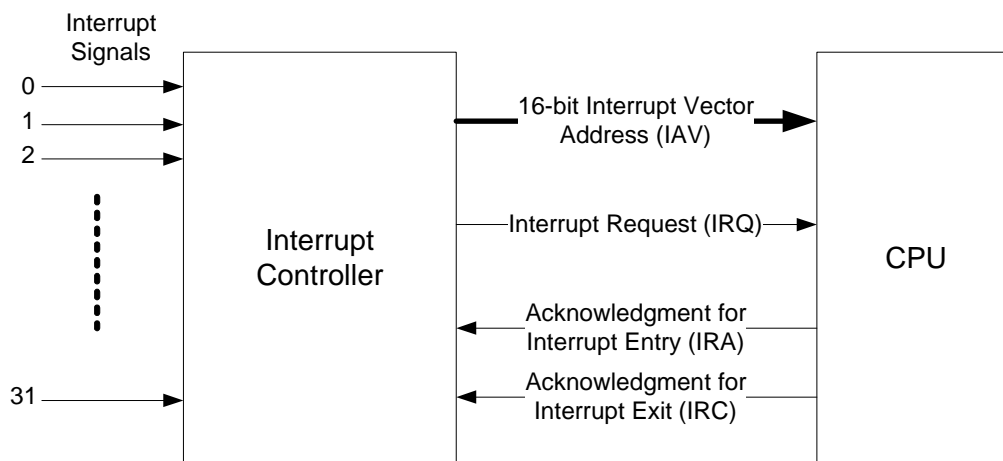 Interrupt
Signals
0
1
2
31
Interrupt
Controller
16-bit Interrupt Vector
Address (IAV)
Interrupt Request (IRQ)
Acknowledgment for
Interrupt Entry (IRA)
Acknowledgment for
Interrupt Exit (IRC)
CPU